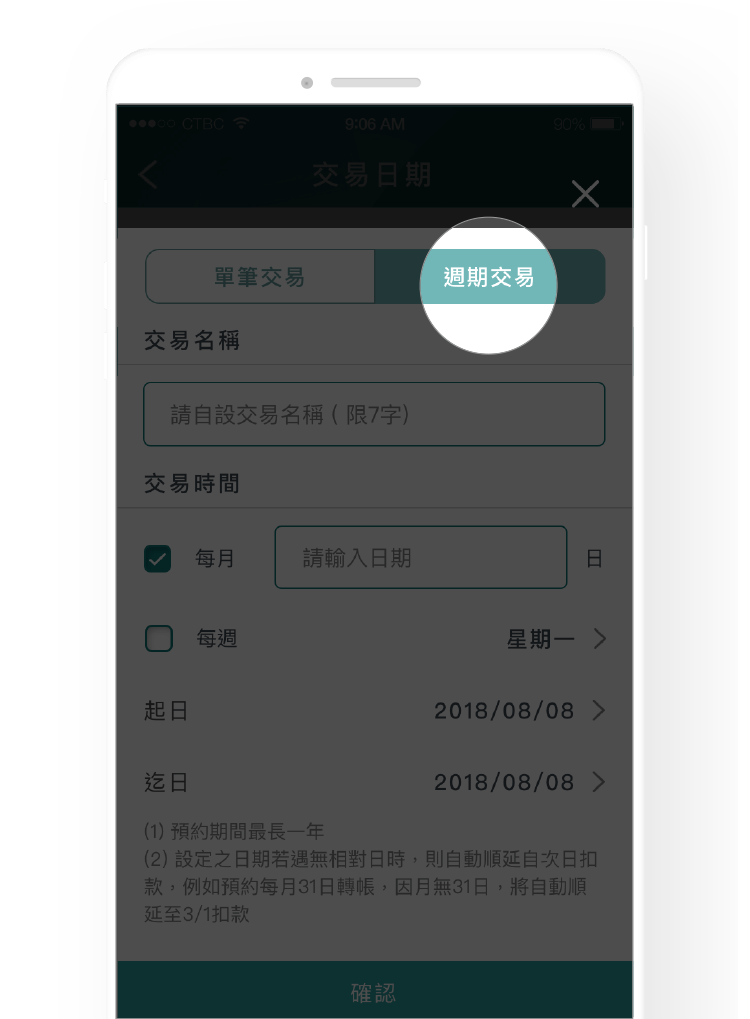 CTBC 9:06 AM 90%
交易日期
單筆交易 週期交易
交易名稱
請自設交易名稱 ( 限7字)
交易時間
每月 請輸入日期 日
每週 星期一
起日 2018/08/08
迄日 2018/08/08
(1) 預約期間最長一年
(2) 設定之日期若遇無相對日時，則自動順延自次日扣
款，例如預約每月31日轉帳，因月無31日，將自動順
延至3/1扣款
確認